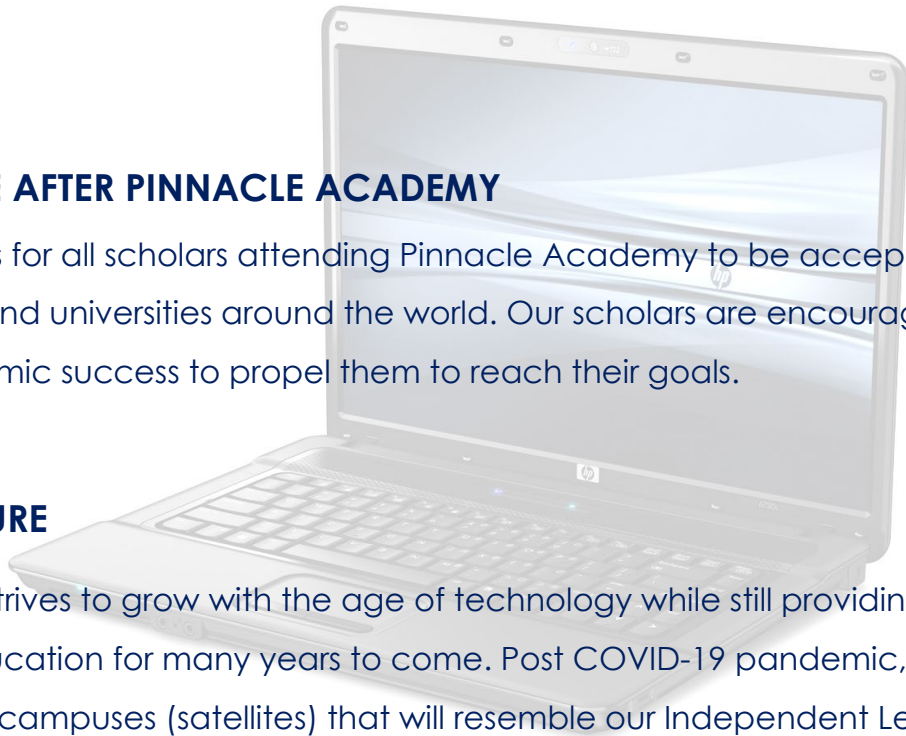 AFTER PINNACLE ACADEMY
for all scholars attending Pinnacle Academy to be accep
nd universities around the world. Our scholars are encourag
mic success to propel them to reach their goals.
hp
URE
trives to grow with the age of technology while still providin
ucation for many years to come. Post COVID-19 pandemic,
campuses (satellites) that will resemble our Independent Le